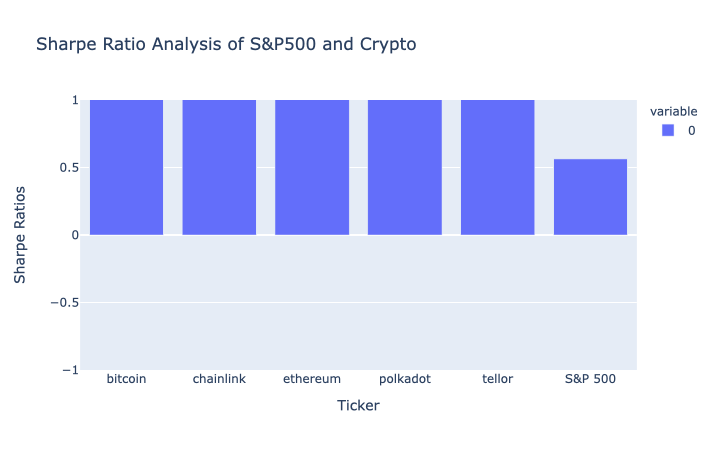 Sharpe Ratio Analysis of S&P500 and Crypto
variable
0
1
0.5
0
−0.5
−1
Sharpe Ratios
bitcoin chainlink ethereum polkadot tellor S&P 500
Ticker